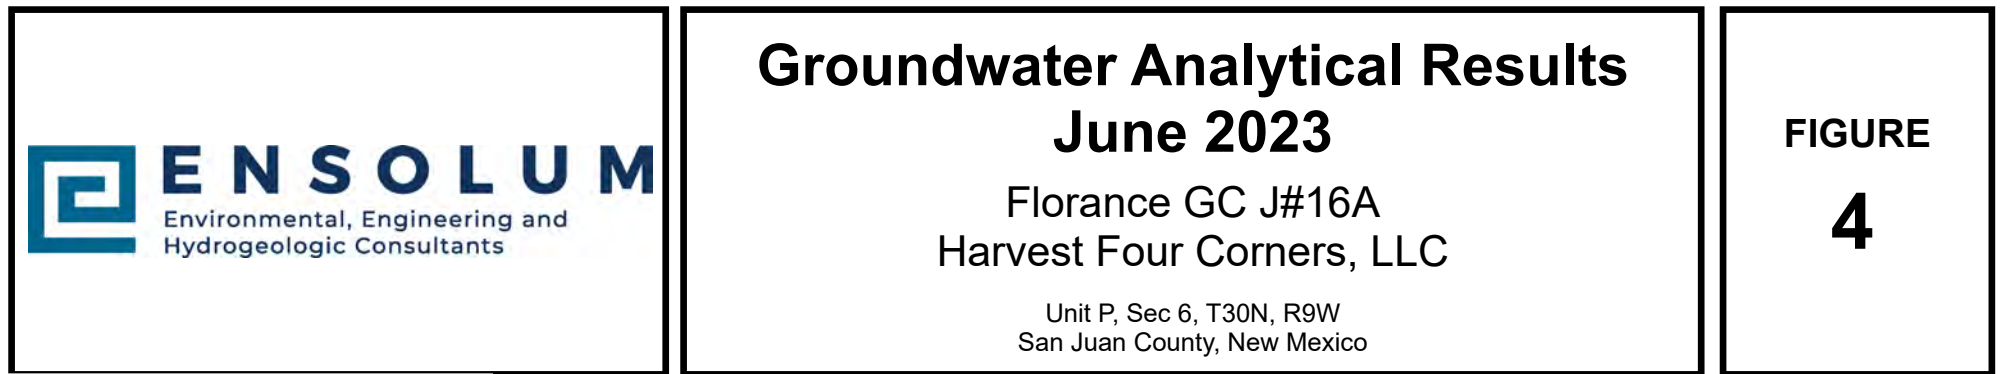 ENSOLUM
Environmental, Engineering and
Hydrogeologic Consultants
Groundwater Analytical Results
June 2023
Florance GC J#16A
Harvest Four Corners, LLC
Unit P, Sec 6, T30N, R9W
San Juan County, New Mexico
FIGURE
4